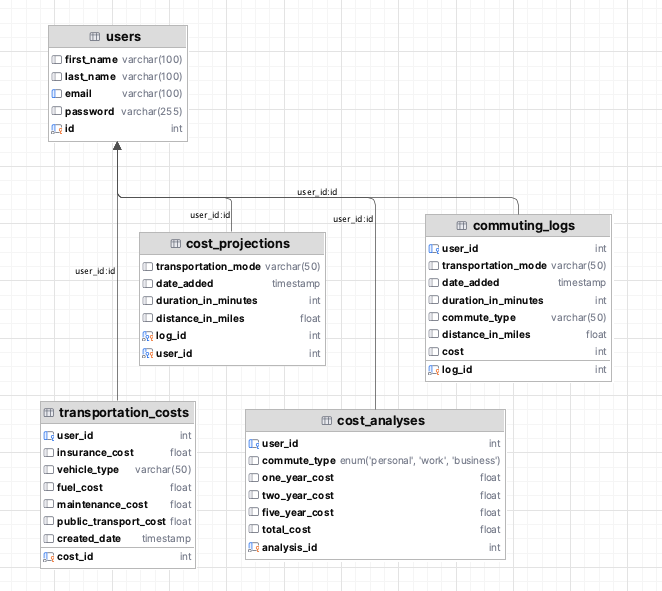 users
first_name varchar(100)
last_name varchar(100)
email varchar(100)
password varchar(255)
id int
user_id:id
user_id:id
user_id:id
user_id:id
cost_projections
transportation_mode varchar(50)
date_added timestamp
duration_in_minutes int
distance_in_miles float
log_id int
user_id int
commuting_logs
user_id int
transportation_mode varchar(50)
date_added timestamp
duration_in_minutes int
commute_type varchar(50)
distance_in_miles float
cost int
log_id int
transportation_costs
user_id int
insurance_cost float
vehicle_type varchar(50)
fuel_cost float
maintenance_cost float
public_transport_cost float
created_date timestamp
cost_id int
cost_analyses
user_id int
commute_type enum('personal', 'work', 'business')
one_year_cost float
two_year_cost float
five_year_cost float
total_cost float
analysis_id int